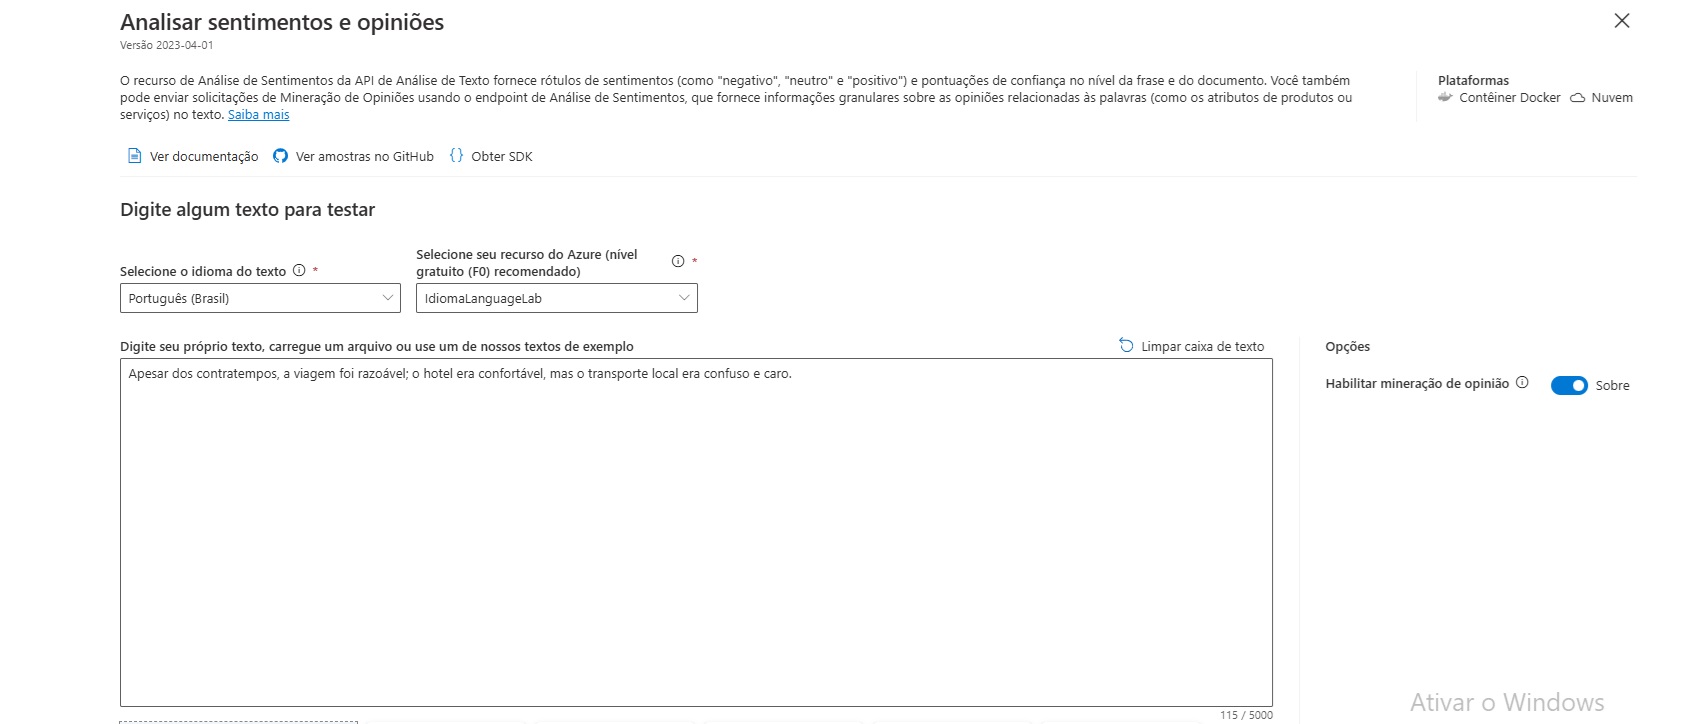 Analisar sentimentos e opiniões
Versão 2023-04-01
O recurso de Análise de Sentimentos da API de Análise de Texto fornece rótulos de sentimentos (como "negativo", "neutro" e "positivo") e pontuações de confiança no nível da frase e do documento. Você também
pode enviar solicitações de Mineração de Opiniões usando o endpoint de Análise de Sentimentos, que fornece informações granulares sobre as opiniões relacionadas às palavras (como os atributos de produtos ou
serviços) no texto. Saiba mais
Plataformas
Contêiner Docker Nuvem
Ver documentação Ver amostras no GitHub {} Obter SDK
Digite algum texto para testar
Selecione o idioma do texto *
Português (Brasil)
Selecione seu recurso do Azure (nível
gratuito (F0) recomendado) *
IdiomaLanguageLab
Digite seu próprio texto, carregue um arquivo ou use um de nossos textos de exemplo
Limpar caixa de texto
Apesar dos contratempos, a viagem foi razoável; o hotel era confortável, mas o transporte local era confuso e caro.
115 / 5000
Opções
Habilitar mineração de opinião Sobre
Ativar o Windows